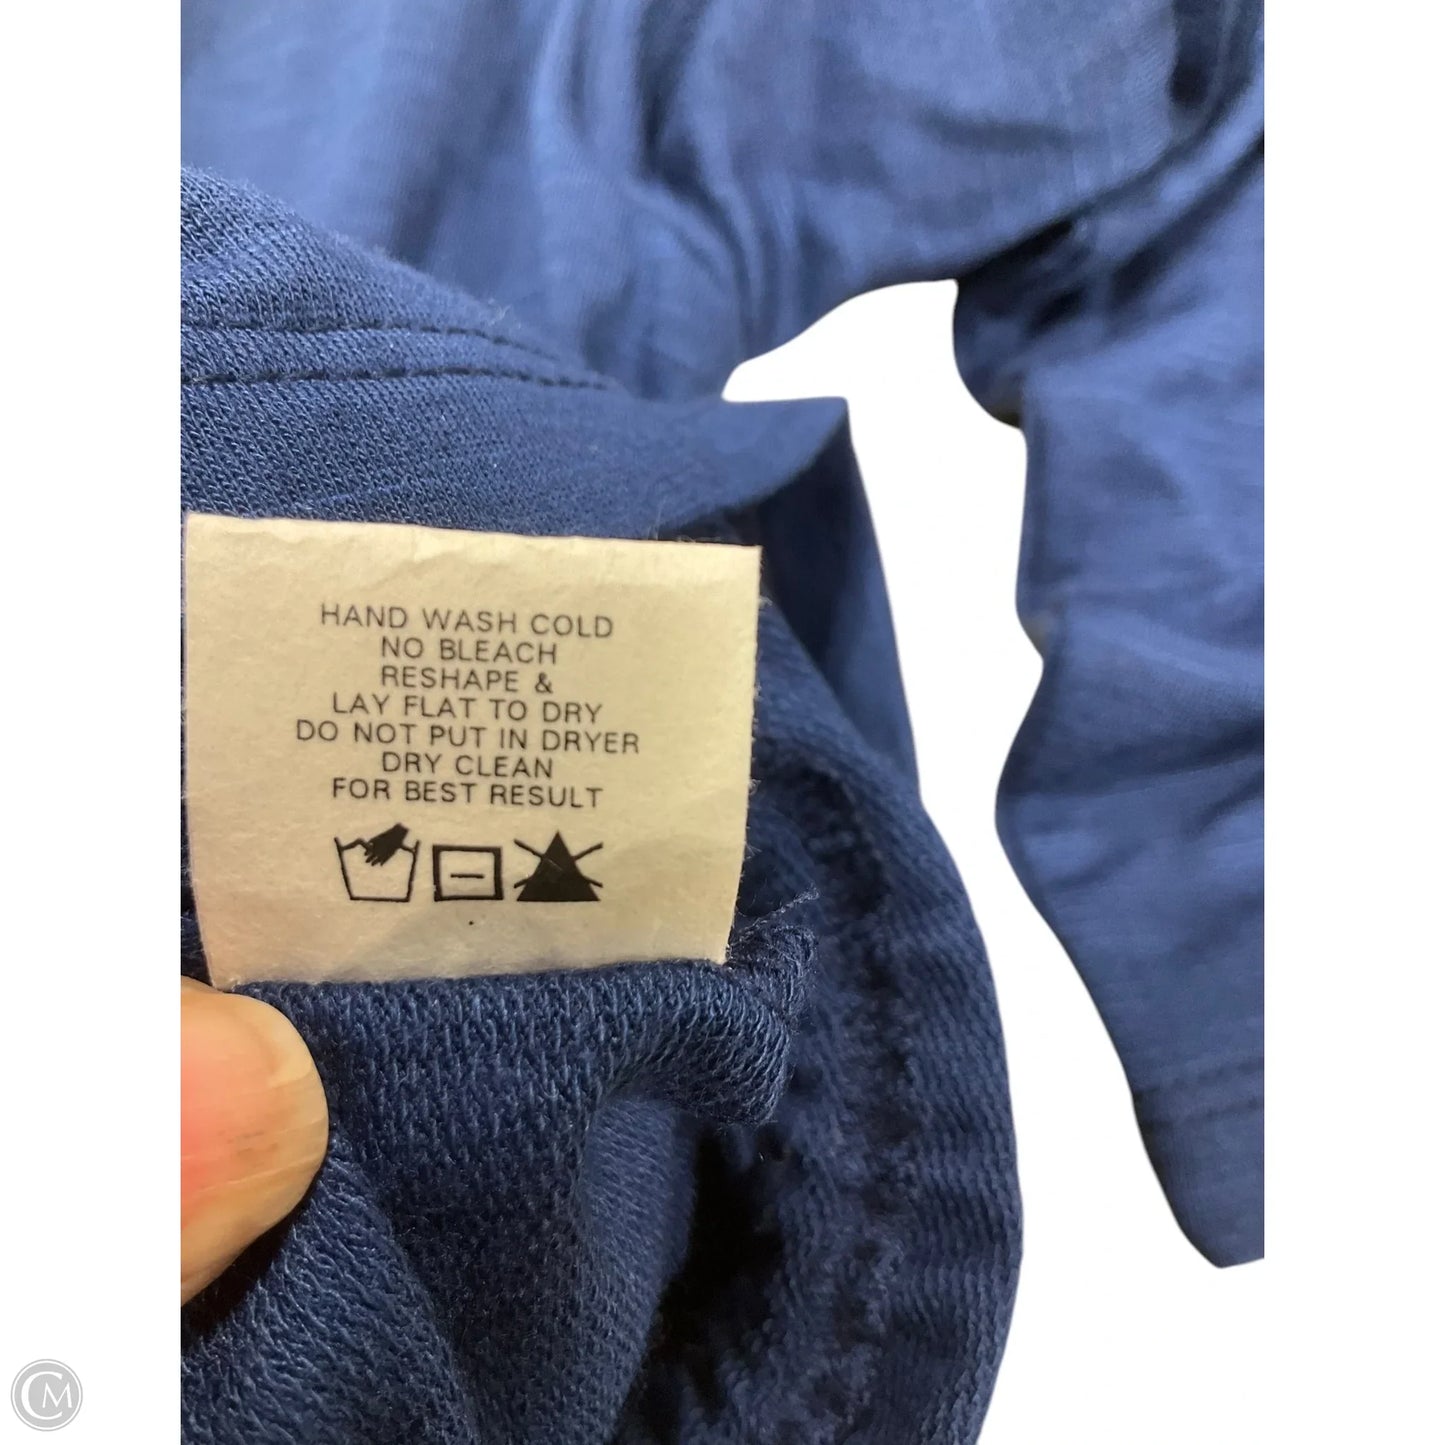 HAND WASH COLD
NO BLEACH
RESHAPE &
LAY FLAT TO DRY
DO NOT PUT IN DRYER
DRY CLEAN
FOR BEST RESULT
CM